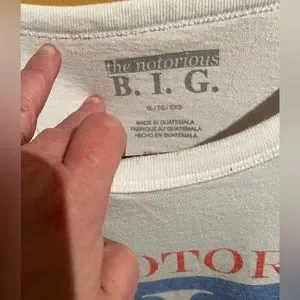 the notorious
B. I. G.
XL / TG / EXG
MADE IN GUATEMALA
FABRIQUÉ AU GUATEMALA
HECHO EN GUATEMALA
OTOR